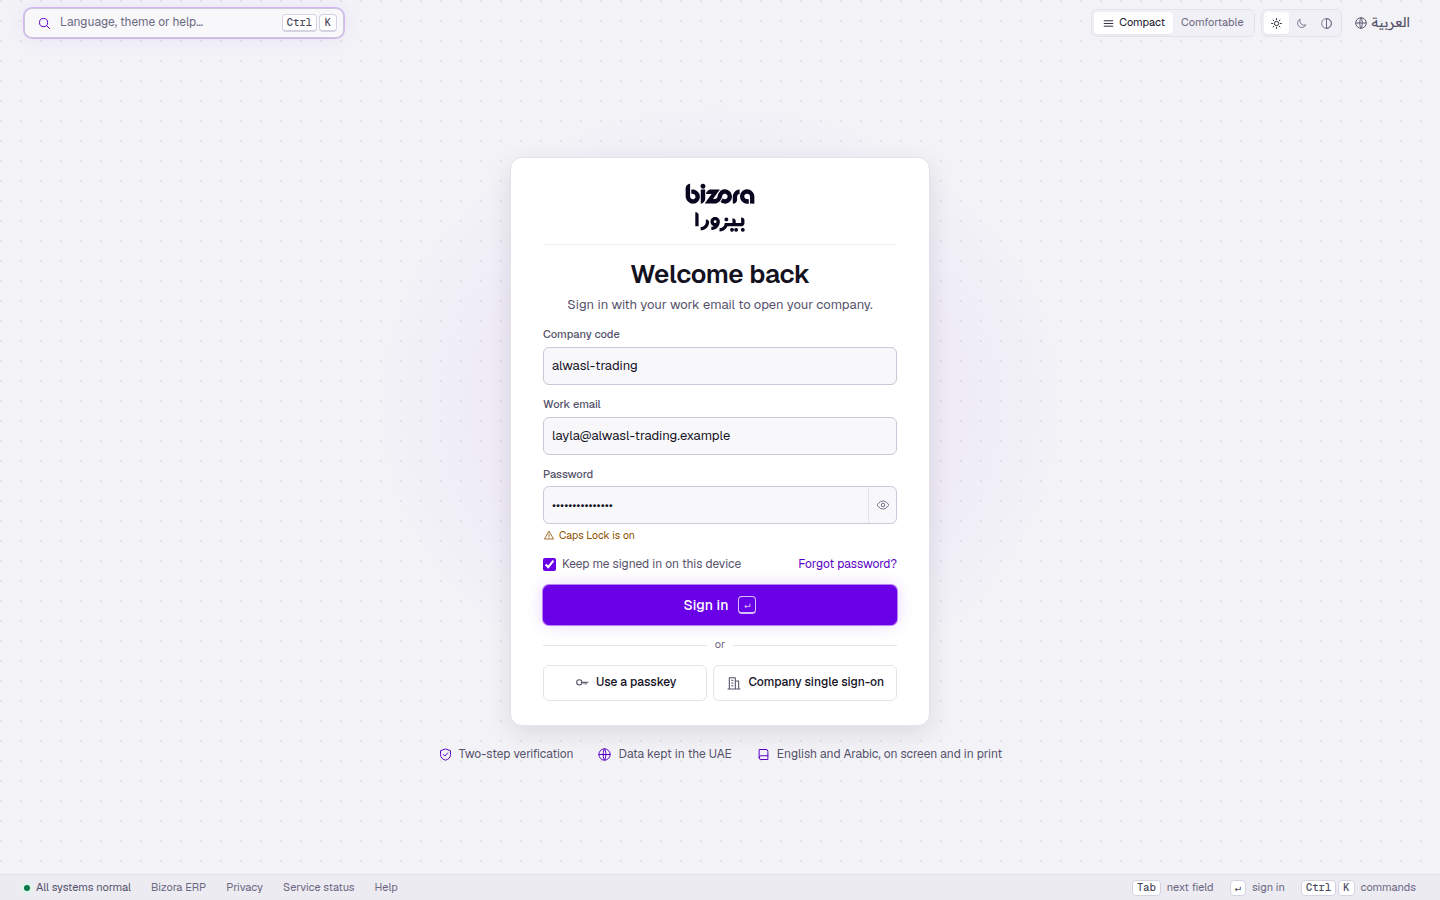 Language, theme or help...
Ctrl K
Compact
Comfortable
العربية
bizora
بيزورا
Welcome back
Sign in with your work email to open your company.
Company code
alwasl-trading
Work email
layla@alwasl-trading.example
Password
•••••••••••••••
Caps Lock is on
Keep me signed in on this device
Forgot password?
Sign in ↵
or
Use a passkey
Company single sign-on
Two-step verification
Data kept in the UAE
English and Arabic, on screen and in print
All systems normal
Bizora ERP
Privacy
Service status
Help
Tab next field
↵ sign in
Ctrl K commands